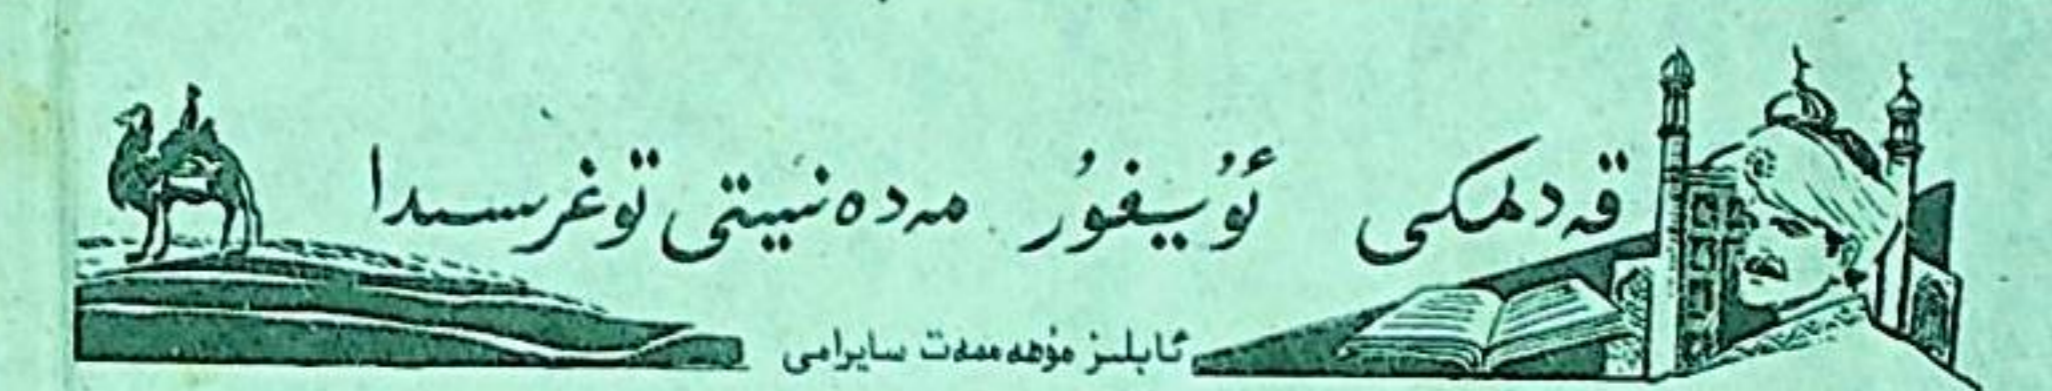 قەدىمكى ئۇيغۇر مەدەنىيىتى توغرىسىدا
ئابلىز مۇھەممەت سايرامى